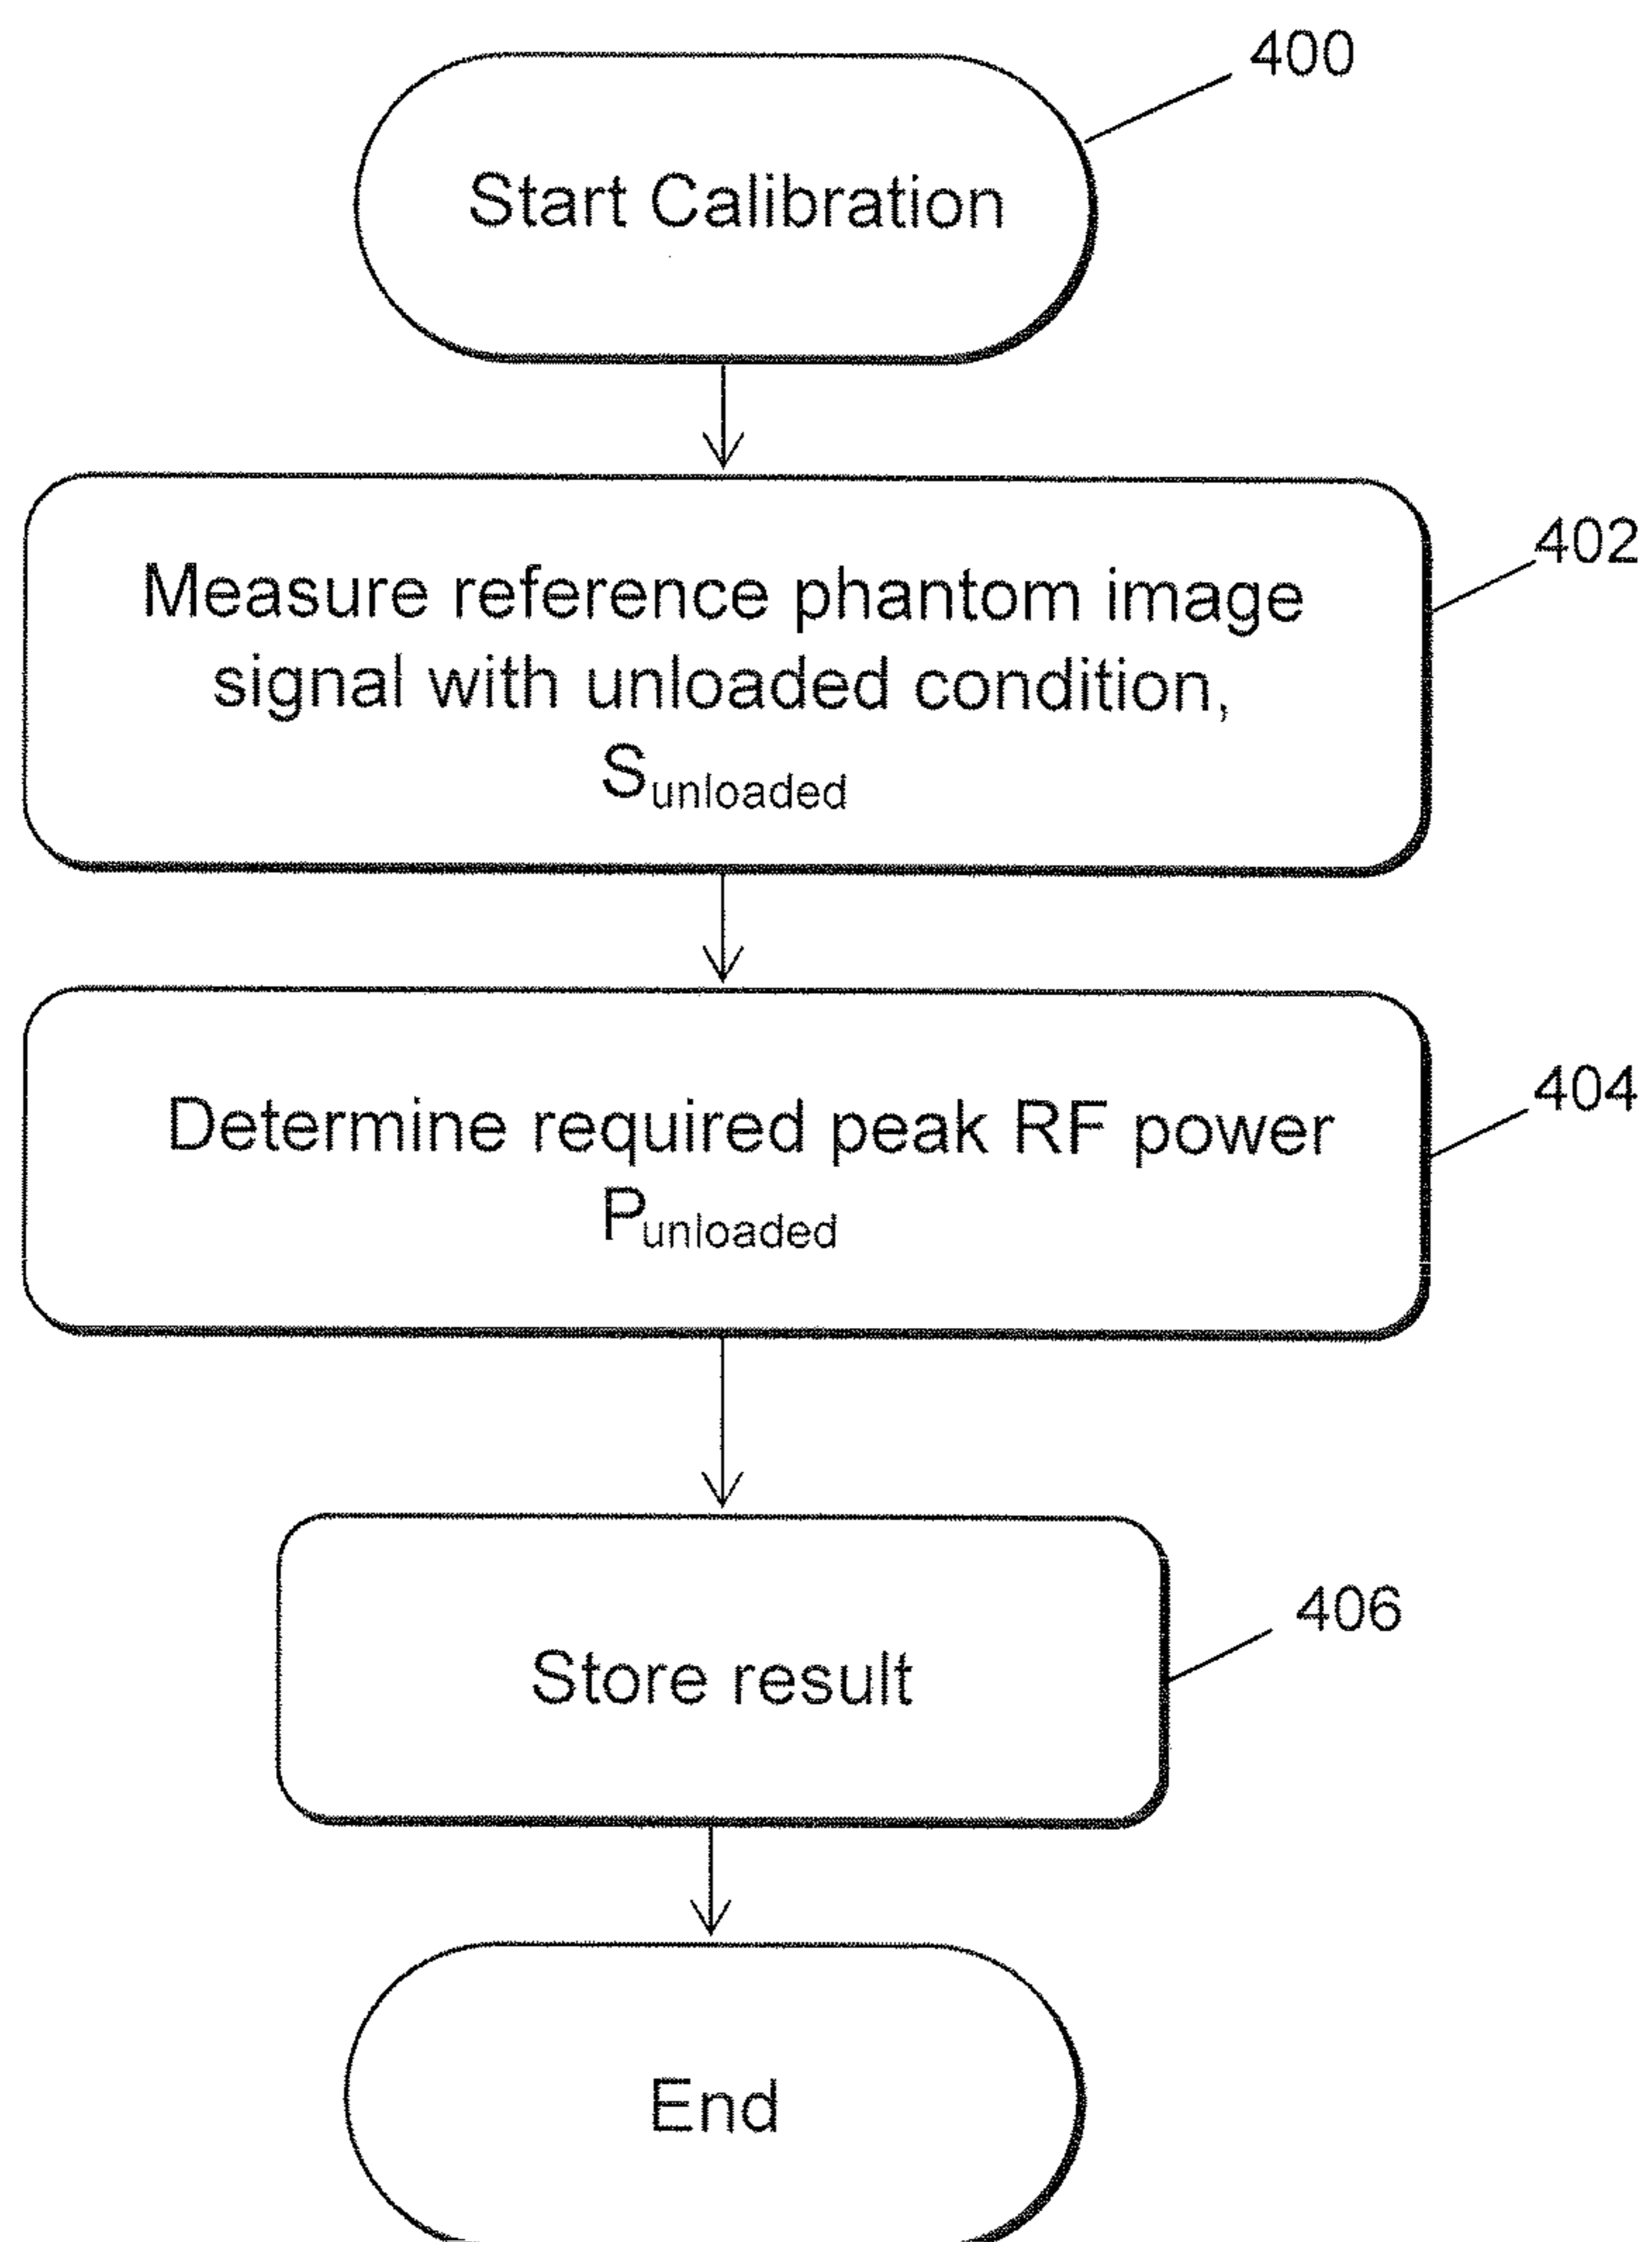 400
Start Calibration
402
Measure reference phantom image
signal with unloaded condition,
Sunloaded
404
Determine required peak RF power
Punloaded
406
Store result
End